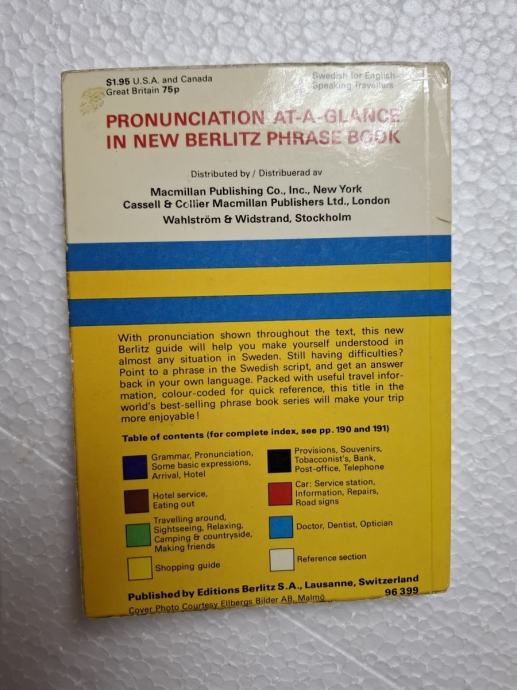 $1.95 U.S.A. and Canada
Great Britain 75p
Swedish for English-
Speaking Travellers
PRONUNCIATION AT-A-GLANCE
IN NEW BERLITZ PHRASE BOOK
Distributed by / Distribuerad av
Macmillan Publishing Co., Inc., New York
Cassell & Collier Macmillan Publishers Ltd., London
Wahlström & Widstrand, Stockholm
With pronunciation shown throughout the text, this new
Berlitz guide will help you make yourself understood in
almost any situation in Sweden. Still having difficulties?
Point to a phrase in the Swedish script, and get an answer
back in your own language. Packed with useful travel infor-
mation, colour-coded for quick reference, this title in the
world's best-selling phrase book series will make your trip
more enjoyable!
Table of contents (for complete index, see pp. 190 and 191)
Grammar, Pronunciation,
Some basic expressions,
Arrival, Hotel
Hotel service,
Eating out
Travelling around,
Sightseeing, Relaxing,
Camping & countryside,
Making friends
Shopping guide
Provisions, Souvenirs,
Tobacconist's, Bank,
Post-office, Telephone
Car: Service station,
Information, Repairs,
Road signs
Doctor, Dentist, Optician
Reference section
Published by Editions Berlitz S.A., Lausanne, Switzerland
Cover Photo Courtesy Ellbergs Bilder AB, Malmö
96 399